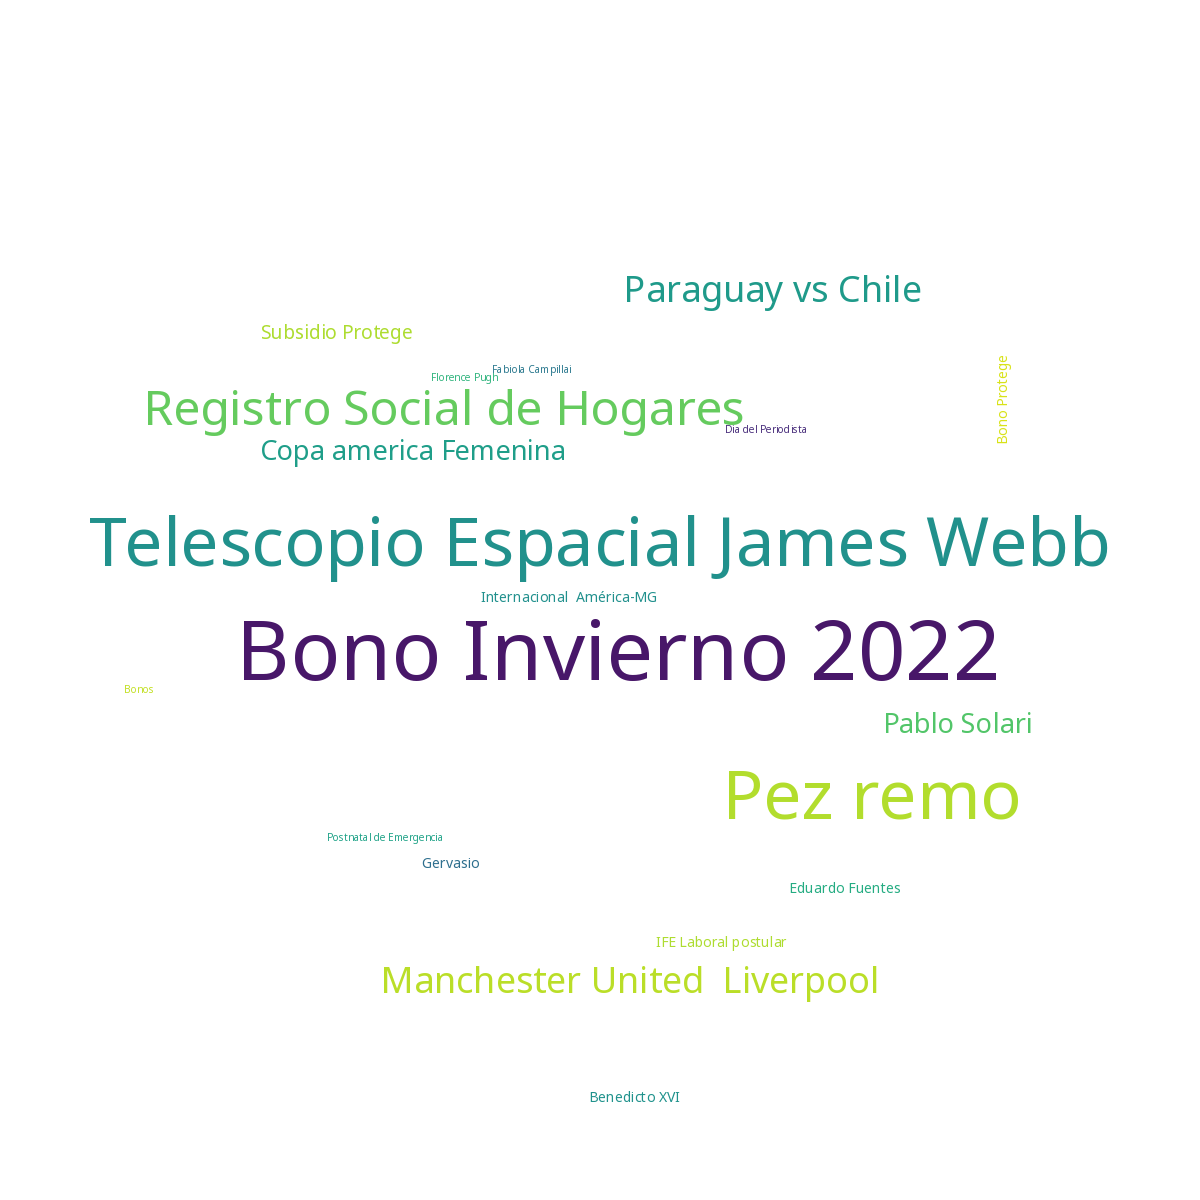 Paraguay vs Chile
Subsidio Protege
Bono Protege
Fabiola Campillai
Florence Pugh
Registro Social de Hogares
Día del Periodista
Copa america Femenina
Telescopio Espacial James Webb
Internacional América-MG
Bono Invierno 2022
Bonos
Pablo Solari
Pez remo
Postnatal de Emergencia
Gervasio
Eduardo Fuentes
IFE Laboral postular
Manchester United Liverpool
Benedicto XVI